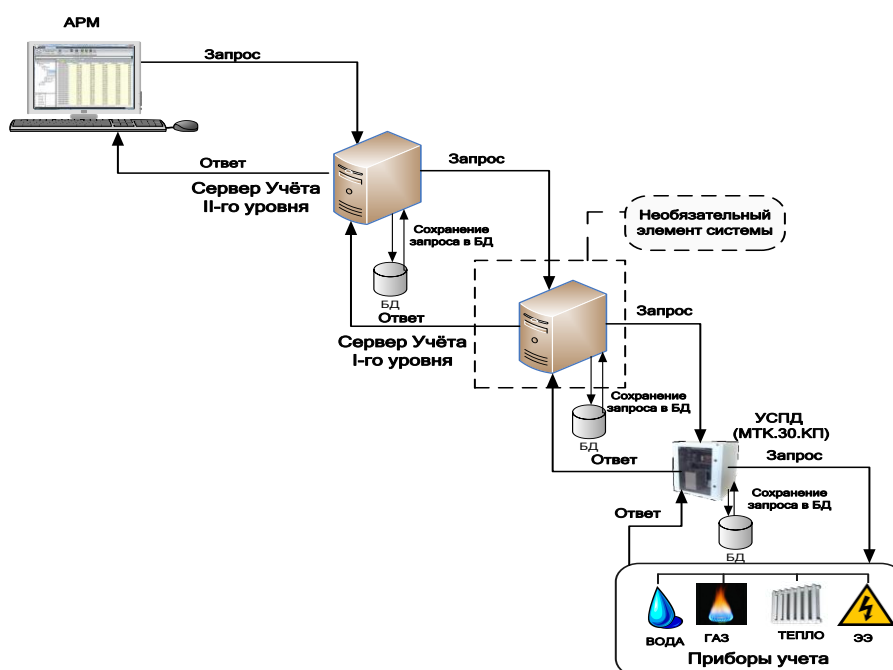 АРМ
Запрос
Ответ
Сервер Учёта
II-го уровня
Запрос
Необязательный
элемент системы
Сохранение
запроса в БД
БД
Ответ
Сервер Учёта
I-го уровня
Запрос
Сохранение
запроса в БД
БД
УСПД
(МТК.30.КП)
Ответ
Запрос
Сохранение
запроса в БД
Ответ
БД
ВОДА
ГАЗ
ТЕПЛО
ЭЭ
Приборы учета